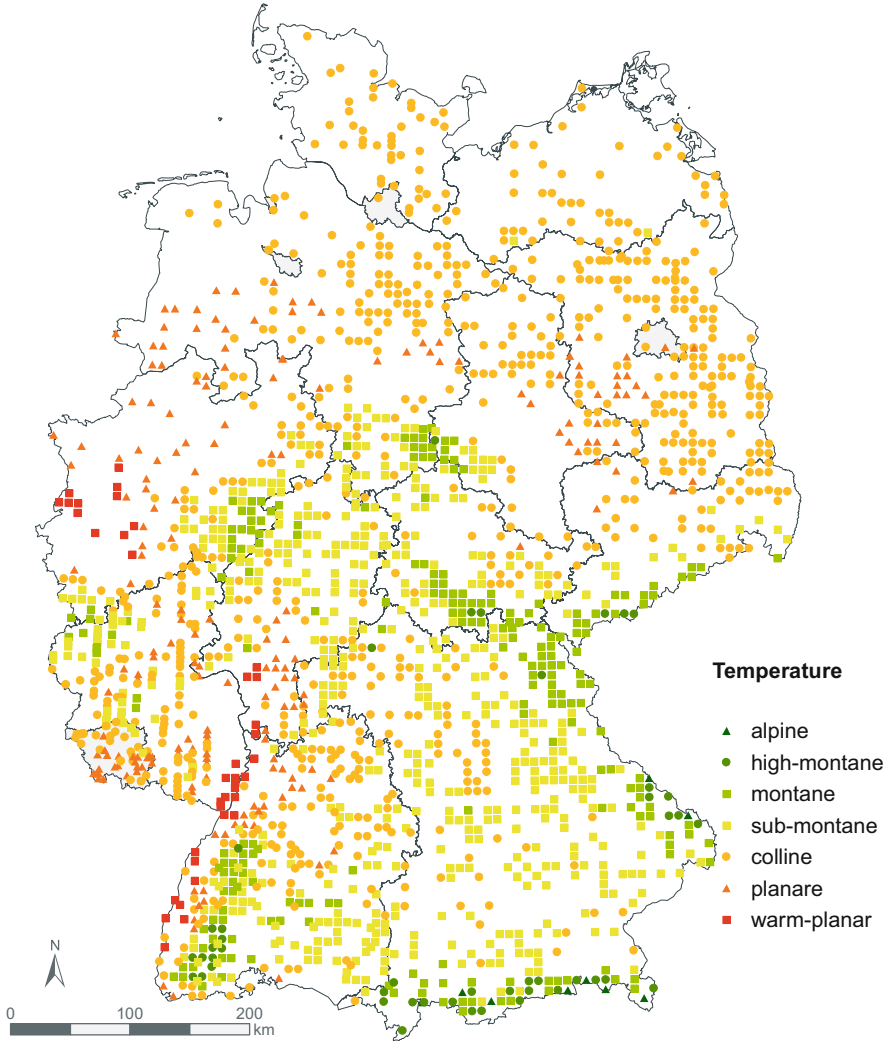 Temperature
alpine
high-montane
montane
sub-montane
colline
planare
warm-planar
N
0 100 200
km